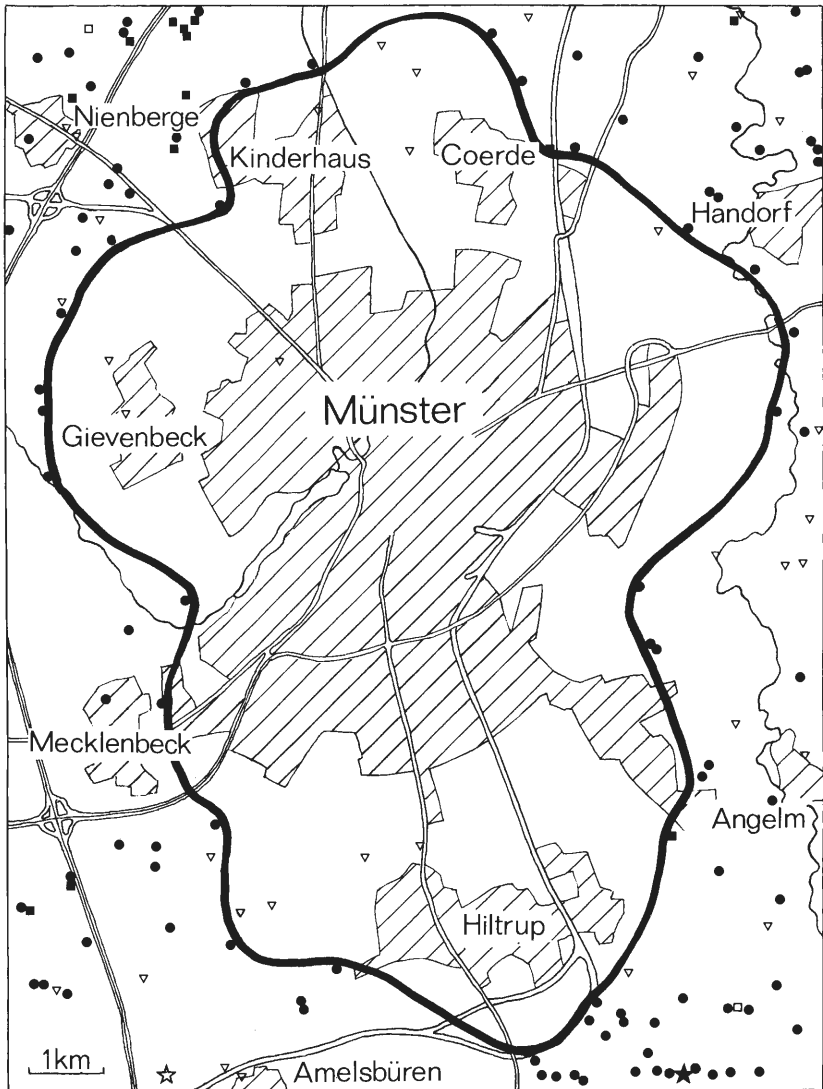 Nienberge
Kinderhaus
Coerde
Handorf
Münster
Gievenbeck
Mecklenbeck
Angelm
Hiltrup
1km
Amelsbüren